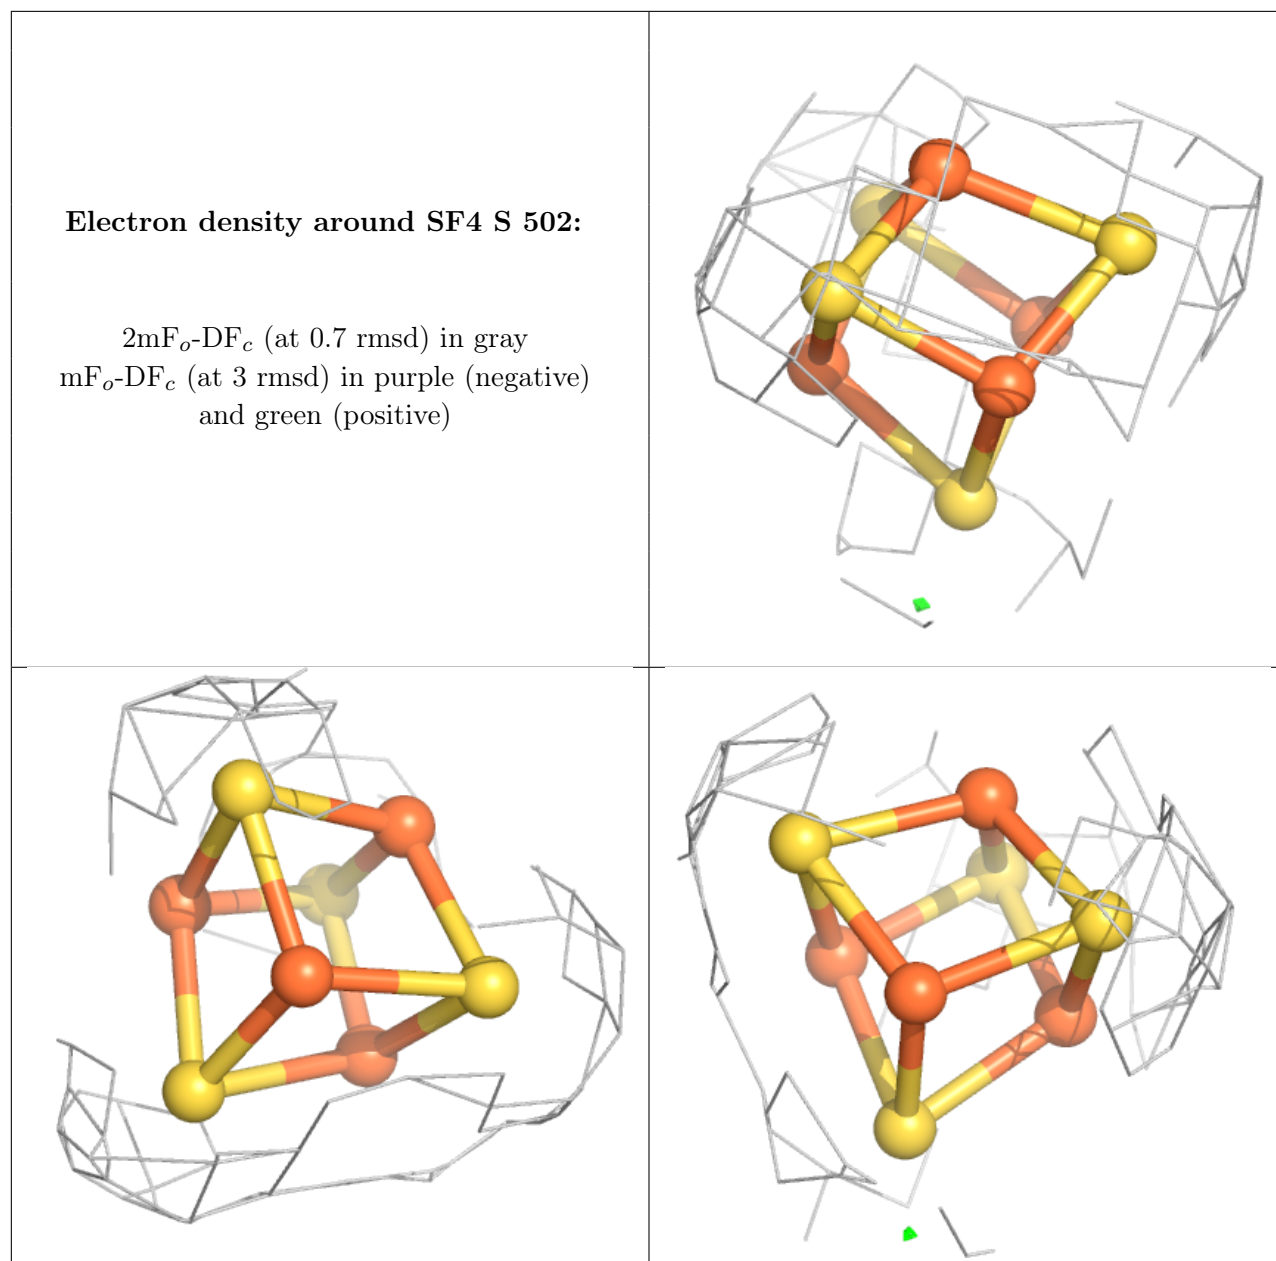 Electron density around SF4 S 502:
2mFo-DFc (at 0.7 rmsd) in gray
mFo-DFc (at 3 rmsd) in purple (negative)
and green (positive)